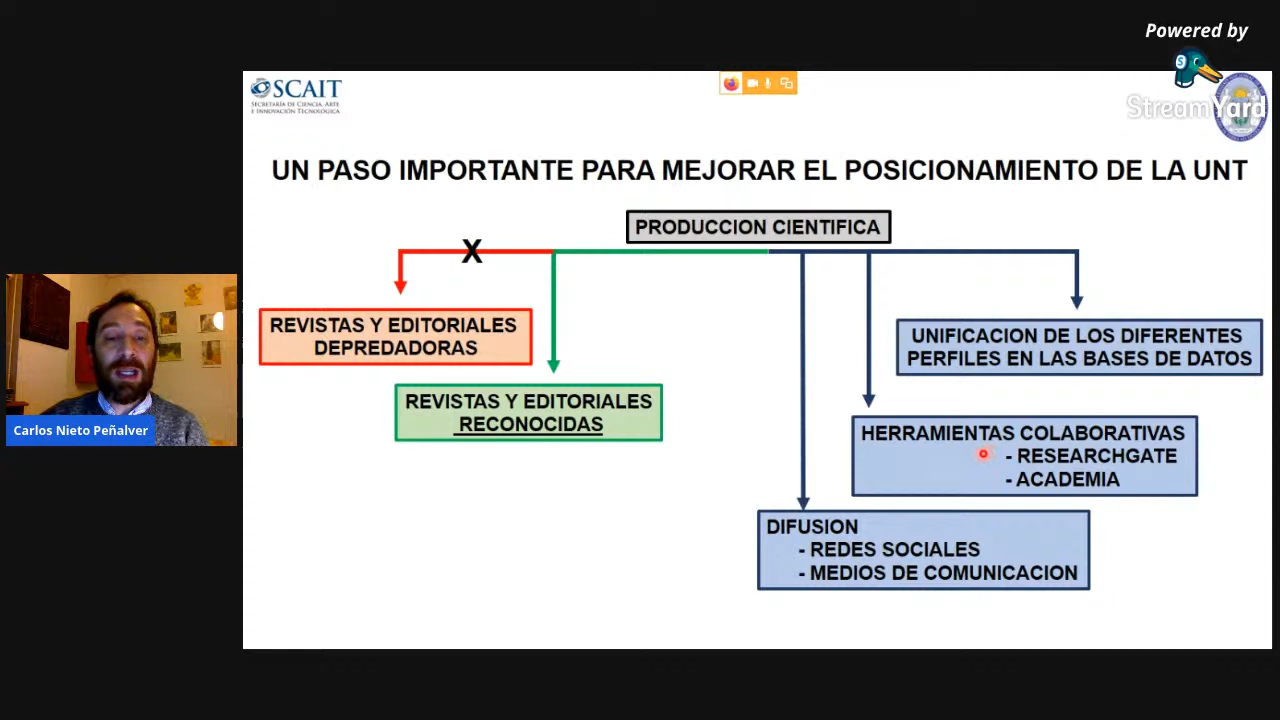 Powered by
StreamYard
SCAIT
SECRETARÍA DE CIENCIA, ARTE
E INNOVACIÓN TECNOLÓGICA
UN PASO IMPORTANTE PARA MEJORAR EL POSICIONAMIENTO DE LA UNT
PRODUCCION CIENTIFICA
X
REVISTAS Y EDITORIALES
DEPREDADORAS
REVISTAS Y EDITORIALES
RECONOCIDAS
UNIFICACION DE LOS DIFERENTES
PERFILES EN LAS BASES DE DATOS
HERRAMIENTAS COLABORATIVAS
- RESEARCHGATE
- ACADEMIA
DIFUSION
- REDES SOCIALES
- MEDIOS DE COMUNICACION
Carlos Nieto Peñalver